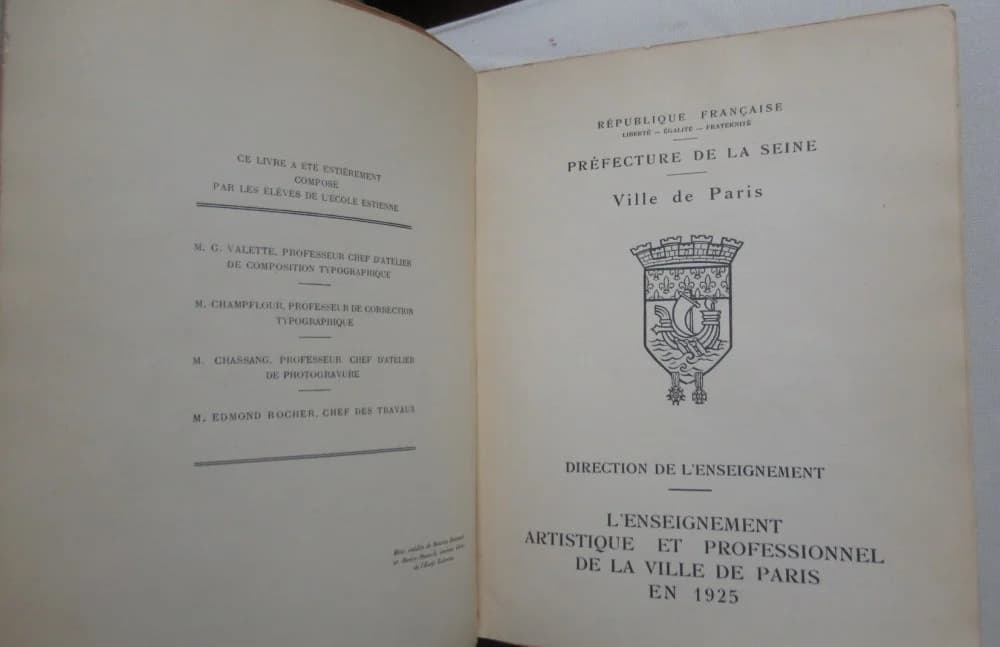 CE LIVRE A ÉTÉ ENTIÈREMENT
COMPOSÉ
PAR LES ÉLÈVES DE L'ÉCOLE ESTIENNE
M. G. VALETTE, PROFESSEUR CHEF D'ATELIER
DE COMPOSITION TYPOGRAPHIQUE
M. CHAMPFLOUR, PROFESSEUR DE CORRECTION
TYPOGRAPHIQUE
M. CHASSANG, PROFESSEUR CHEF D'ATELIER
DE PHOTOGRAVURE
M. EDMOND ROCHER, CHEF DES TRAVAUX
de l'École Estienne
RÉPUBLIQUE FRANÇAISE
LIBERTÉ — ÉGALITÉ — FRATERNITÉ
PRÉFECTURE DE LA SEINE
Ville de Paris
DIRECTION DE L'ENSEIGNEMENT
L'ENSEIGNEMENT
ARTISTIQUE ET PROFESSIONNEL
DE LA VILLE DE PARIS
EN 1925